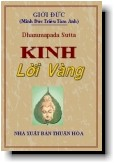 GIỚI ĐỨC
(Minh Đức Triều Tâm Ảnh)
Dhammapada Sutta
KINH
Lời Vàng
NHÀ XUẤT BẢN THUẬN HÓA